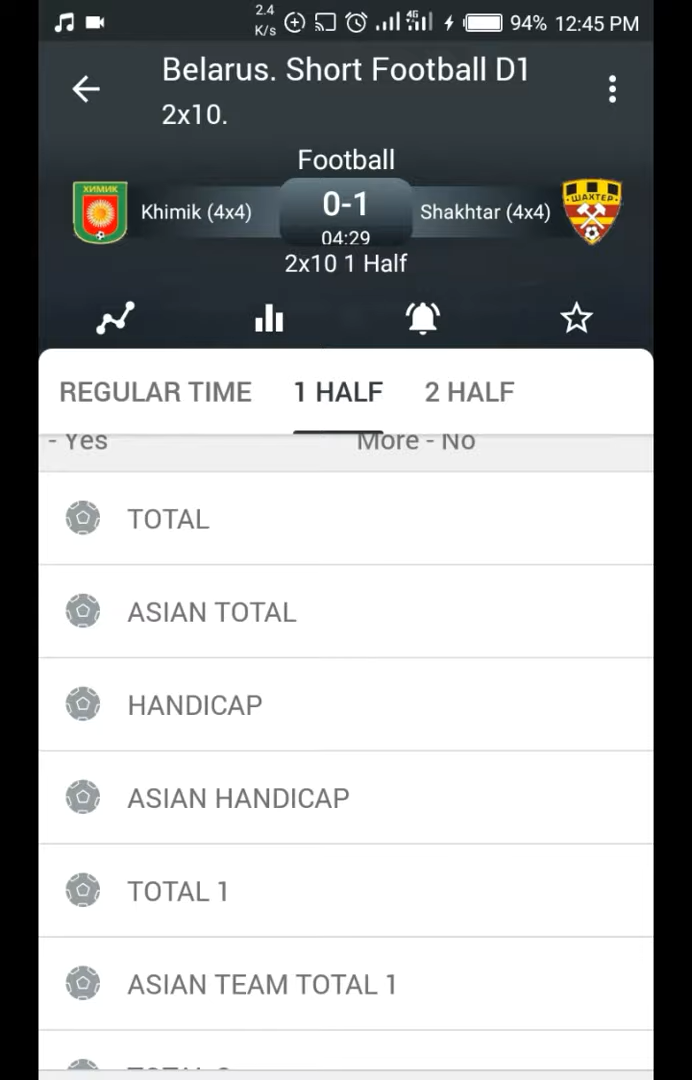 2.4
K/s
4G
94% 12:45 PM
Belarus. Short Football D1
2x10.
Football
ХИМИК
Khimik (4x4)
0-1
Shakhtar (4x4)
ШАХТЕР
04:29
2x10 1 Half
REGULAR TIME
1 HALF
2 HALF
- Yes
More - No
TOTAL
ASIAN TOTAL
HANDICAP
ASIAN HANDICAP
TOTAL 1
ASIAN TEAM TOTAL 1